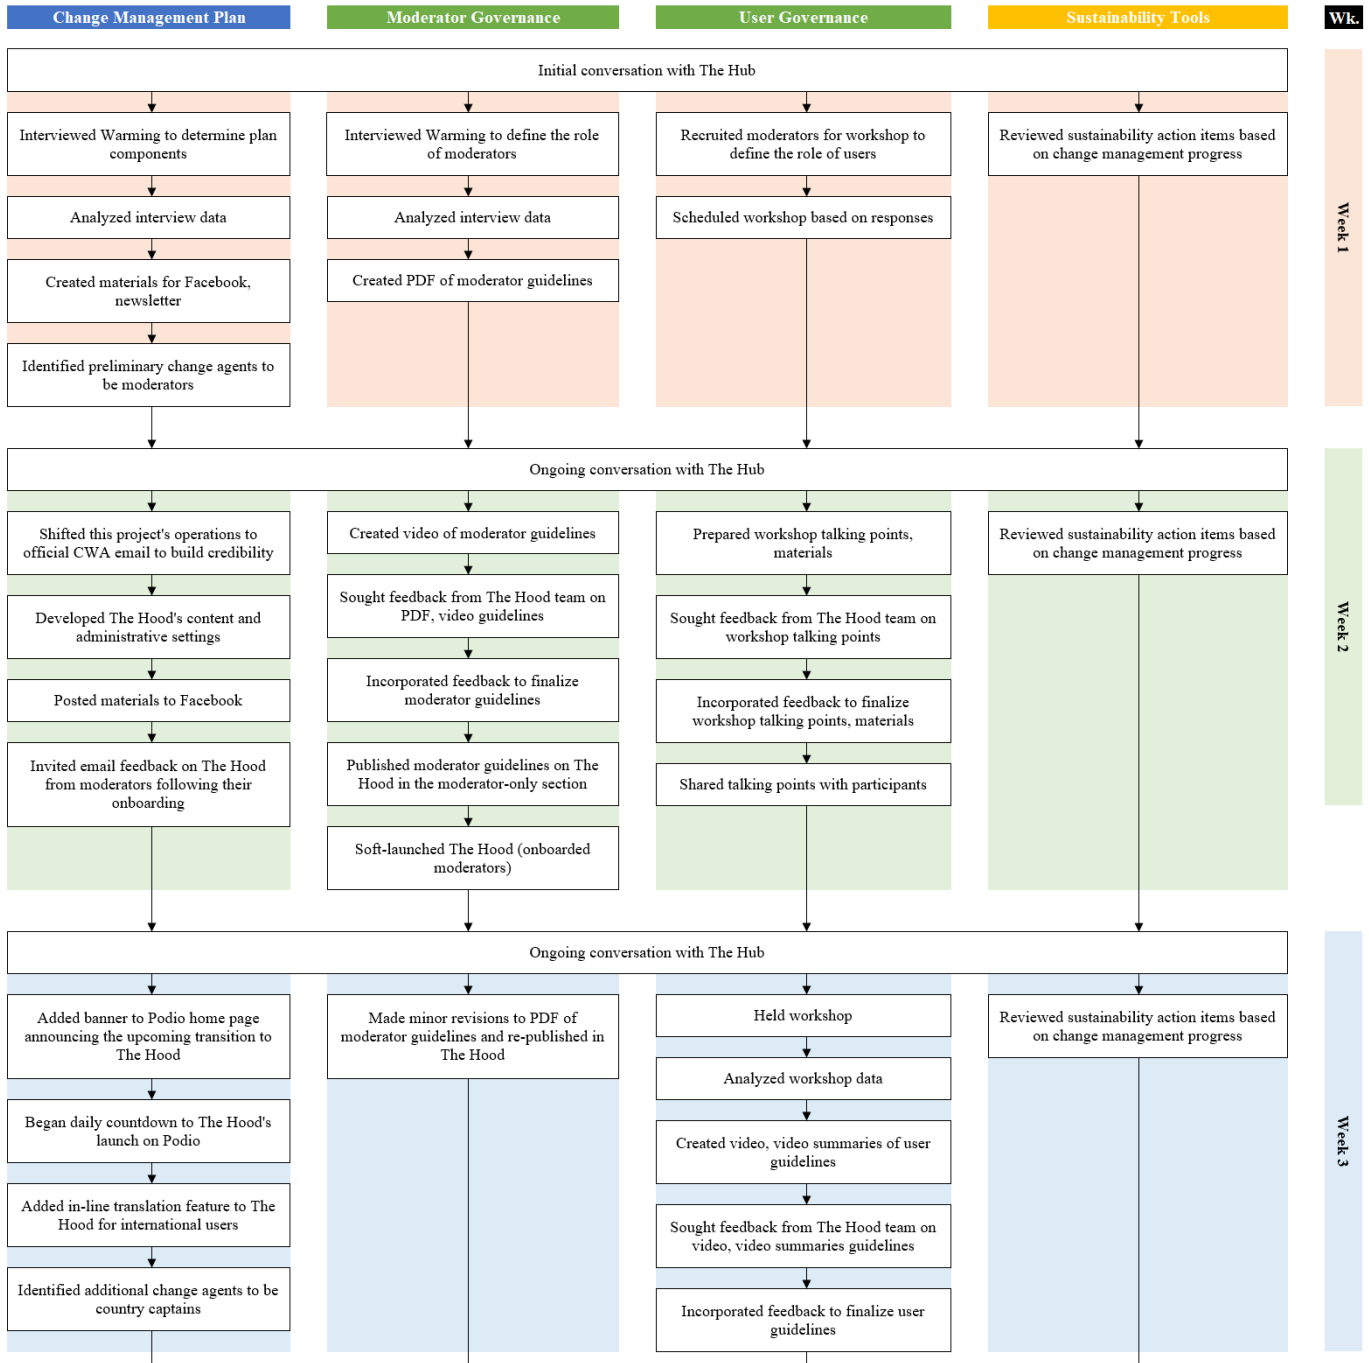 Change Management Plan
Moderator Governance
User Governance
Sustainability Tools
Wk.
Initial conversation with The Hub
Week 1
Interviewed Warming to determine plan
components
Analyzed interview data
Created materials for Facebook,
newsletter
Identified preliminary change agents to
be moderators
Interviewed Warming to define the role
of moderators
Analyzed interview data
Created PDF of moderator guidelines
Recruited moderators for workshop to
define the role of users
Scheduled workshop based on responses
Reviewed sustainability action items based
on change management progress
Ongoing conversation with The Hub
Week 2
Shifted this project's operations to
official CWA email to build credibility
Developed The Hood's content and
administrative settings
Posted materials to Facebook
Invited email feedback on The Hood
from moderators following their
onboarding
Created video of moderator guidelines
Sought feedback from The Hood team on
PDF, video guidelines
Incorporated feedback to finalize
moderator guidelines
Published moderator guidelines on The
Hood in the moderator-only section
Soft-launched The Hood (onboarded
moderators)
Prepared workshop talking points,
materials
Sought feedback from The Hood team on
workshop talking points
Incorporated feedback to finalize
workshop talking points, materials
Shared talking points with participants
Reviewed sustainability action items based
on change management progress
Ongoing conversation with The Hub
Week 3
Added banner to Podio home page
announcing the upcoming transition to
The Hood
Began daily countdown to The Hood's
launch on Podio
Added in-line translation feature to The
Hood for international users
Identified additional change agents to be
country captains
Made minor revisions to PDF of
moderator guidelines and re-published in
The Hood
Held workshop
Analyzed workshop data
Created video, video summaries of user
guidelines
Sought feedback from The Hood team on
video, video summaries guidelines
Incorporated feedback to finalize user
guidelines
Reviewed sustainability action items based
on change management progress